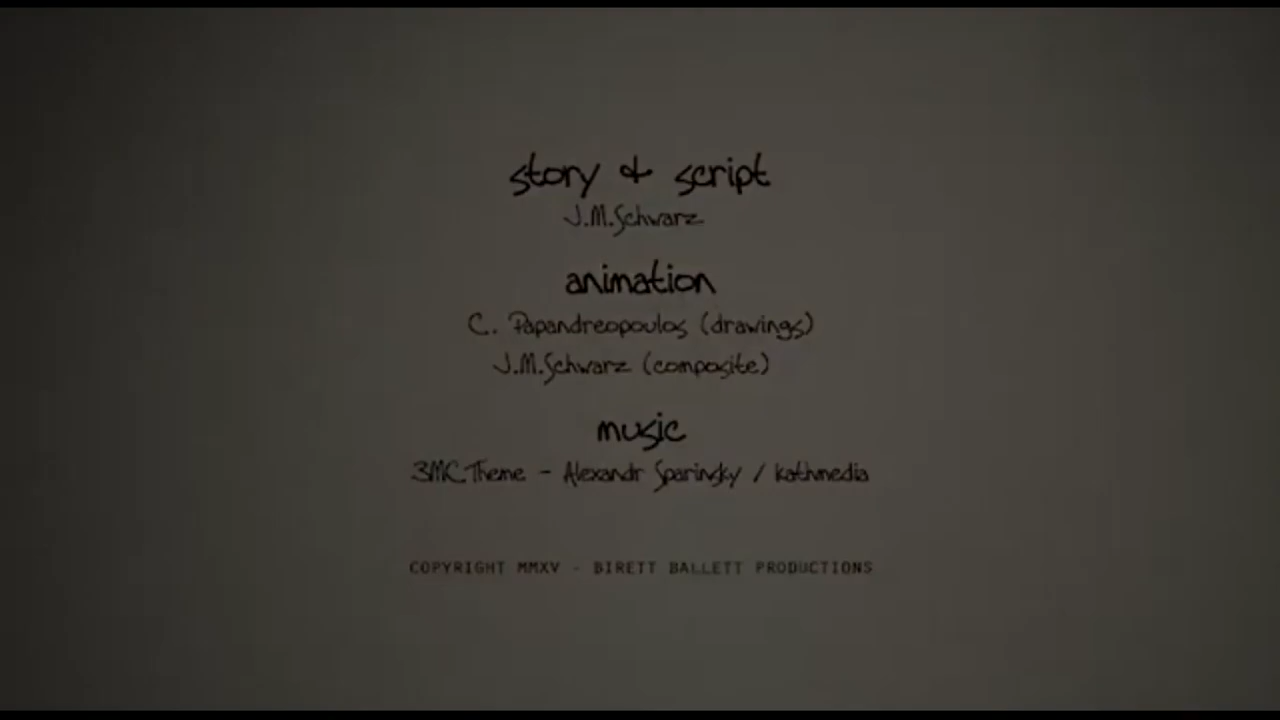 story & script
J.M.Schwarz
animation
C. Papandreopoulos (drawings)
J.M.Schwarz (composite)
music
3MC Theme - Alexandr Sparinsky / kathmedia
COPYRIGHT MMXV - BIRETT BALLETT PRODUCTIONS